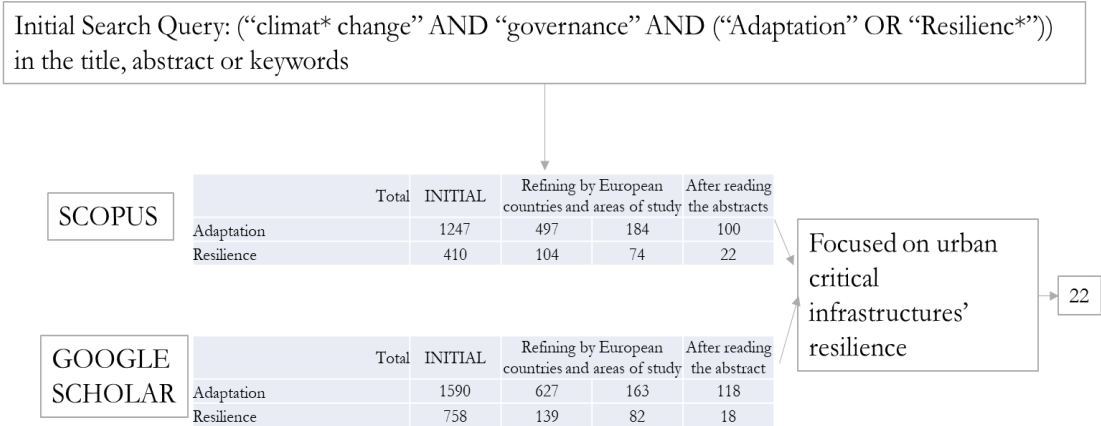 Initial Search Query: (“climat* change” AND “governance” AND (“Adaptation” OR “Resilienc*”))
in the title, abstract or keywords
SCOPUS
Total INITIAL Refining by European countries and areas of study After reading the abstracts
Adaptation 1247 497 184 100
Resilience 410 104 74 22
GOOGLE
SCHOLAR
Total INITIAL Refining by European countries and areas of study After reading the abstract
Adaptation 1590 627 163 118
Resilience 758 139 82 18
Focused on urban
critical
infrastructures’
resilience
22